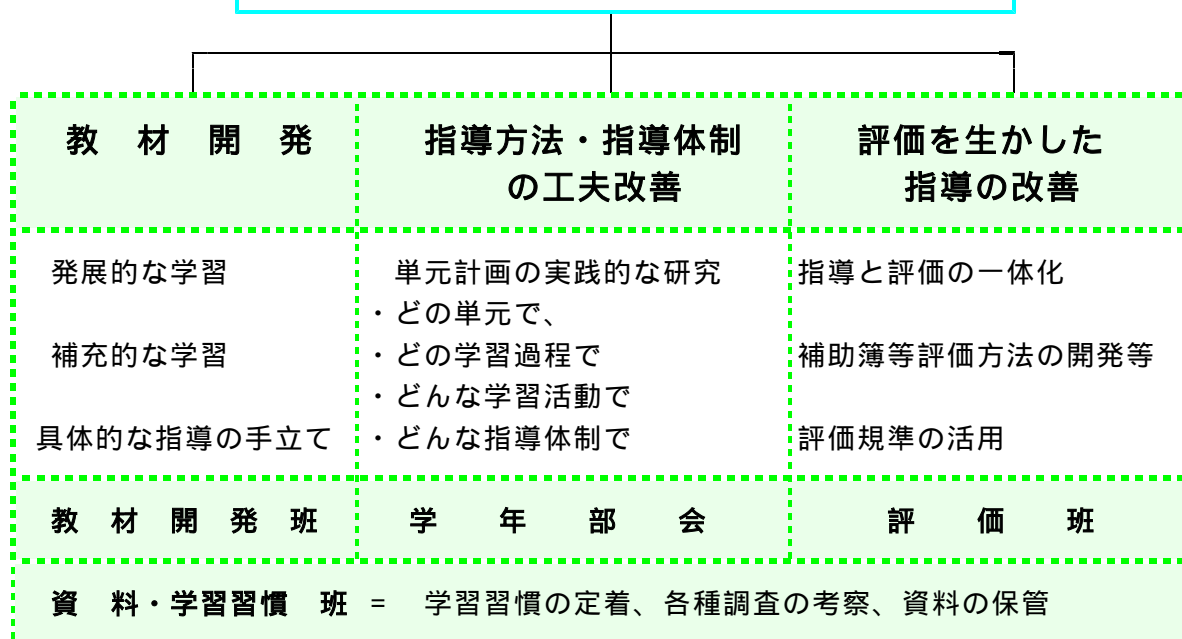 教 材 開 発
指導方法・指導体制
の工夫改善
評価を生かした
指導の改善
発展的な学習
補充的な学習
具体的な指導の手立て
単元計画の実践的な研究
・どの単元で、
・どの学習過程で
・どんな学習活動で
・どんな指導体制で
指導と評価の一体化
補助簿等評価方法の開発等
評価規準の活用
教 材 開 発 班
学 年 部 会
評 価 班
資 料・学習習慣 班 = 学習習慣の定着、各種調査の考察、資料の保管